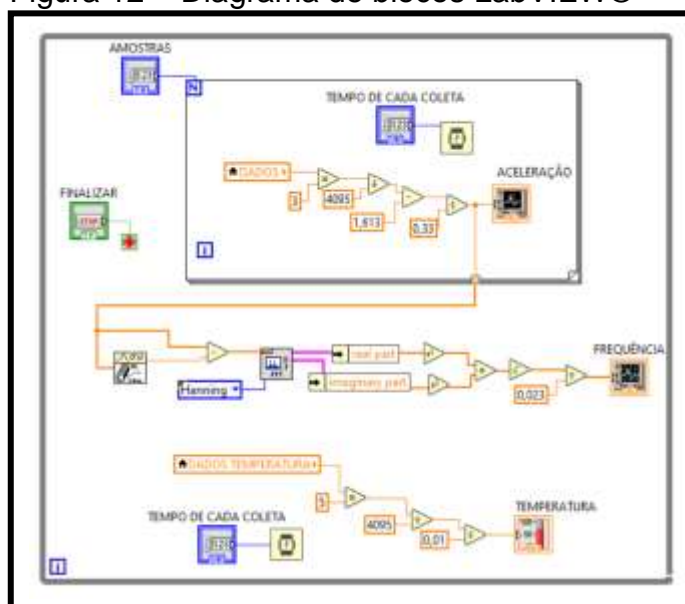 Figura 12 – Diagrama de blocos LabVIEW®
AMOSTRAS
N
TEMPO DE CADA COLETA
DADOS
ACELERAÇÃO
FINALIZAR
3
4095
1,613
0,33
i
STOP
real part
FREQUÊNCIA
Hanning
imaginary part
0,023
DADOS TEMPERATURA
TEMPO DE CADA COLETA
4095
0,01
TEMPERATURA
i